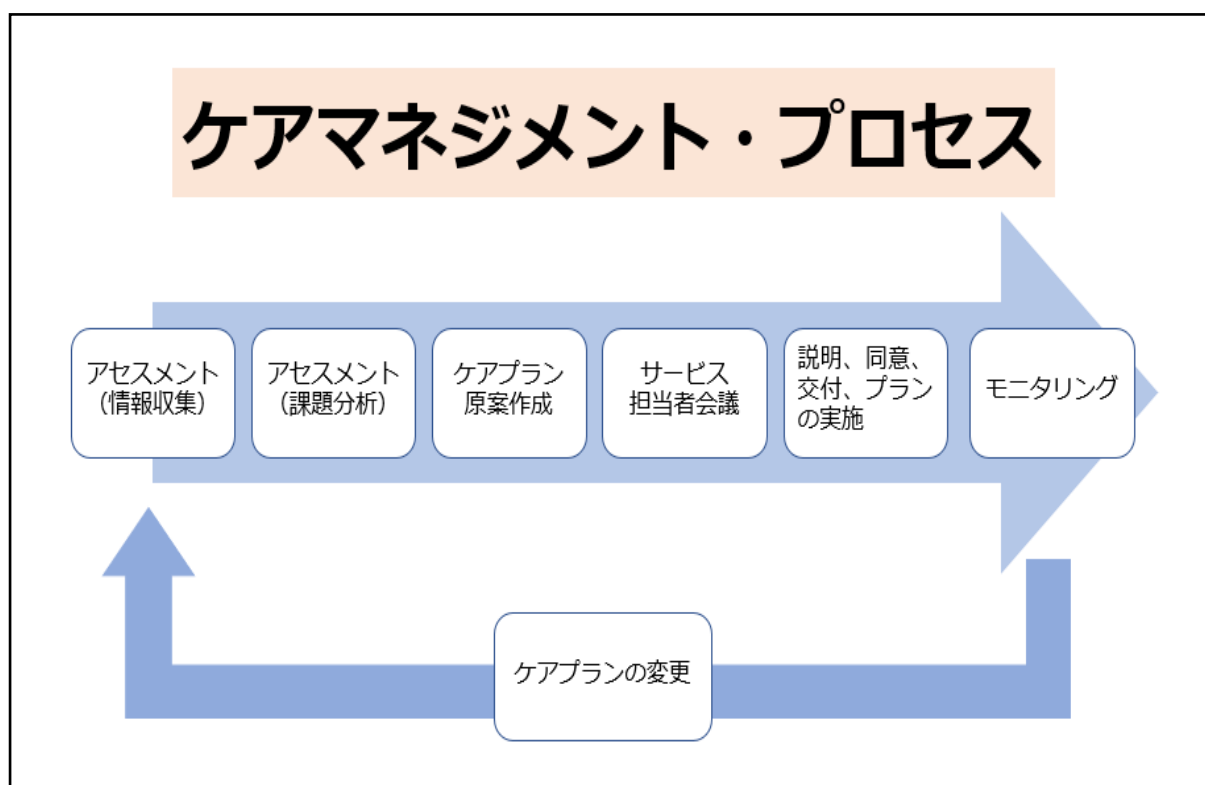 ケアマネジメント・プロセス
アセスメント
（情報収集）
アセスメント
（課題分析）
ケアプラン
原案作成
サービス
担当者会議
説明、同意、
交付、プラン
の実施
モニタリング
ケアプランの変更